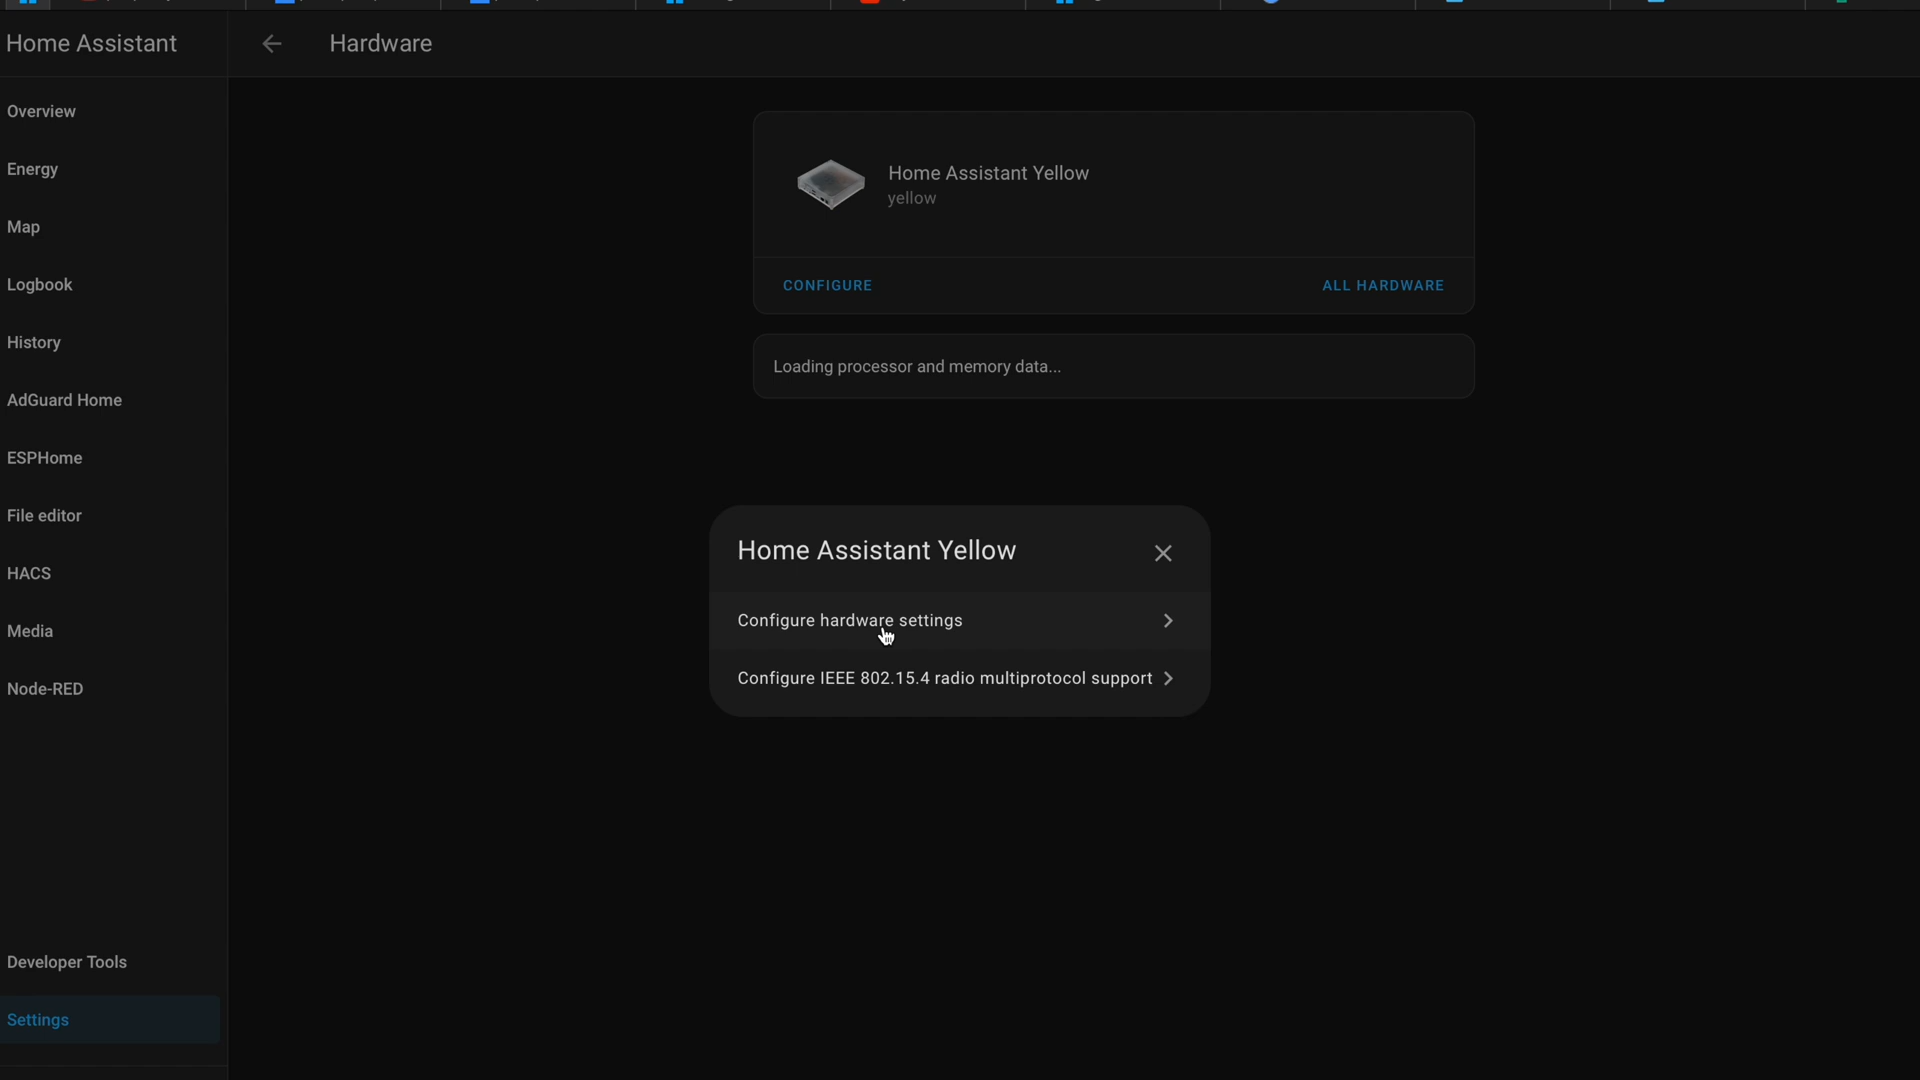 Home Assistant
Hardware
Overview
Energy
Map
Logbook
History
AdGuard Home
ESPHome
File editor
HACS
Media
Node-RED
Developer Tools
Settings
Home Assistant Yellow
yellow
CONFIGURE
ALL HARDWARE
Loading processor and memory data...
Home Assistant Yellow
Configure hardware settings
Configure IEEE 802.15.4 radio multiprotocol support